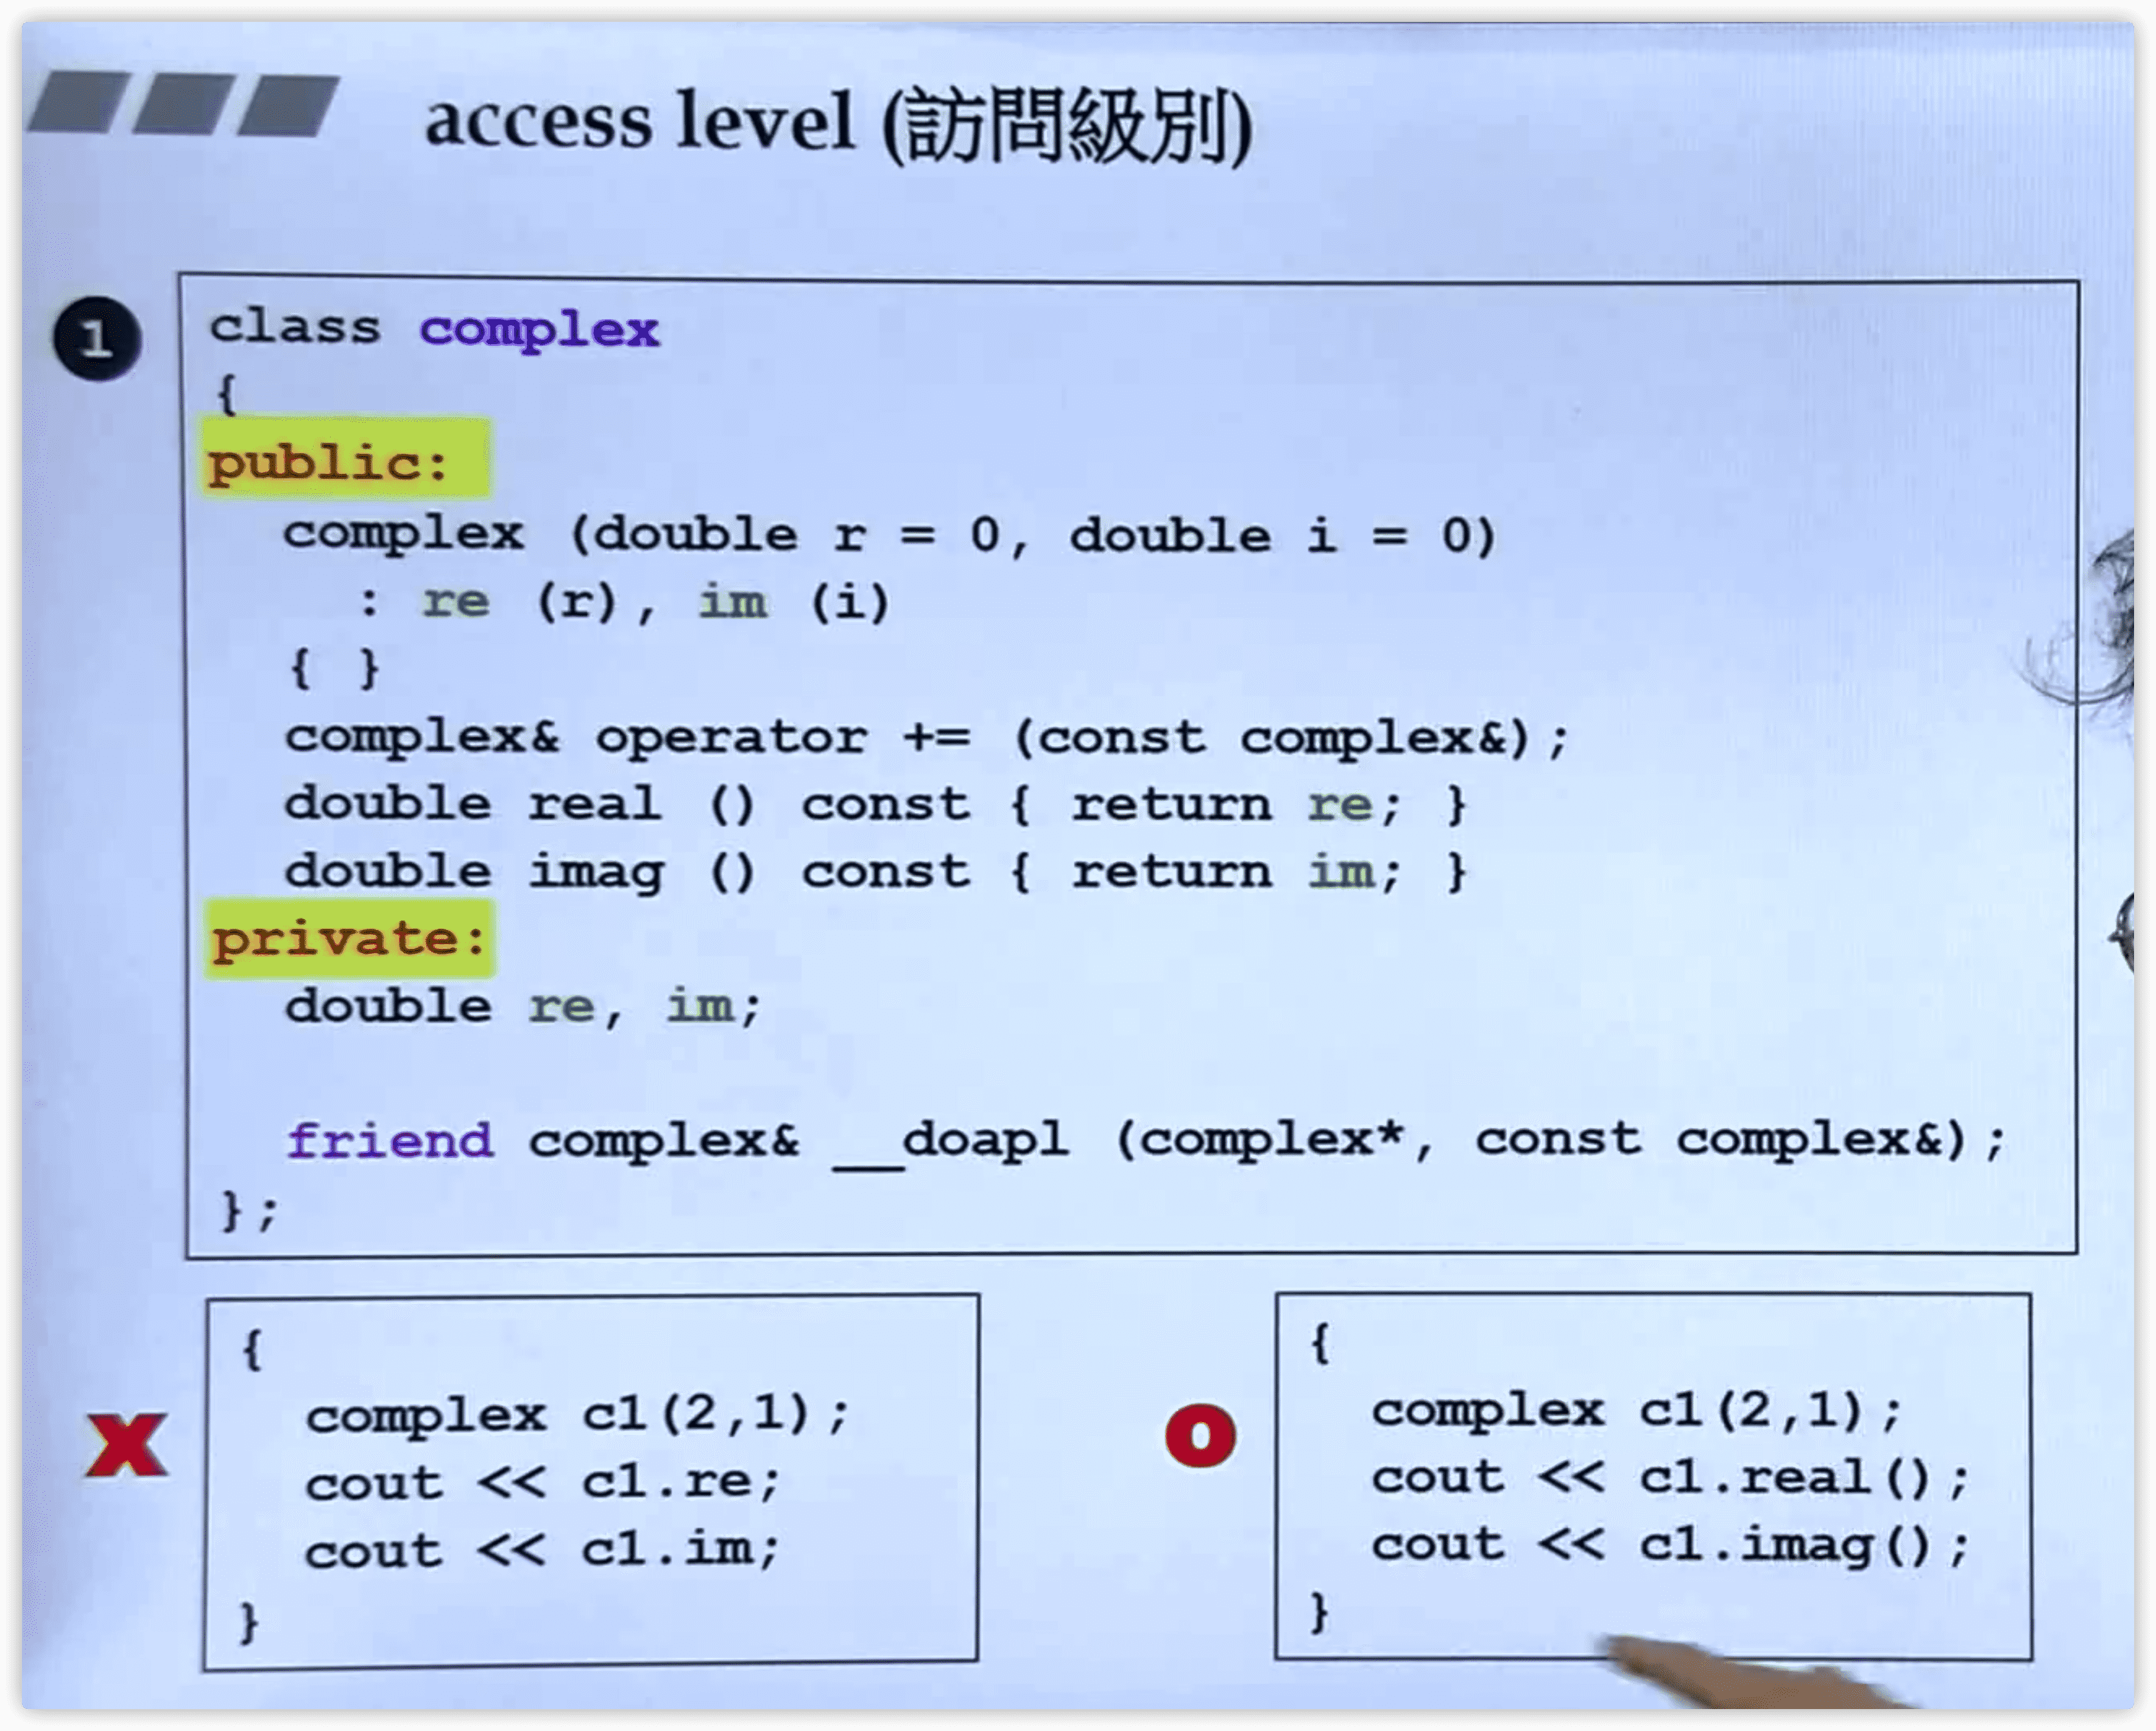 access level (訪問級別)
1
class complex
{
public:
complex (double r = 0, double i = 0)
: re (r), im (i)
{ }
complex& operator += (const complex&);
double real () const { return re; }
double imag () const { return im; }
private:
double re, im;
friend complex& __doapl (complex*, const complex&);
};
X
{
complex c1(2,1);
cout << c1.re;
cout << c1.im;
}
O
{
complex c1(2,1);
cout << c1.real();
cout << c1.imag();
}